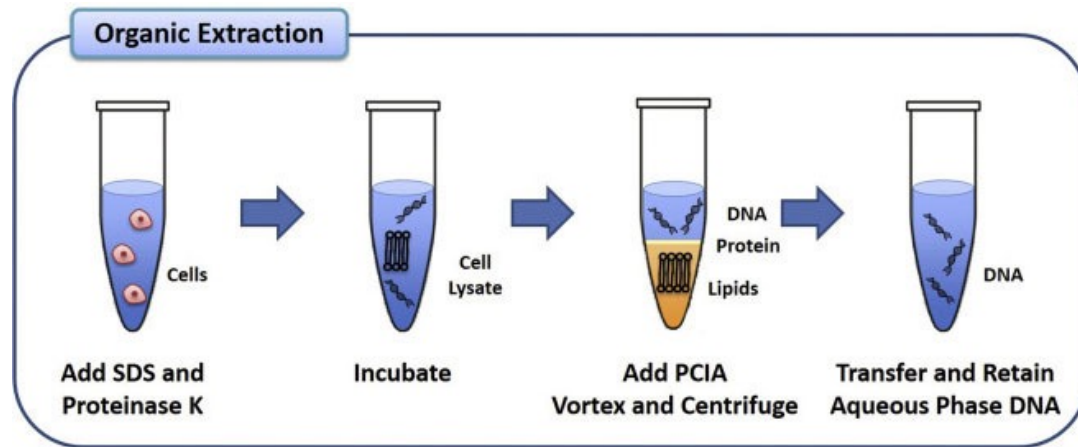 Organic Extraction
Cells
Cell
Lysate
DNA
Protein
Lipids
DNA
Add SDS and
Proteinase K
Incubate
Add PCIA
Vortex and Centrifuge
Transfer and Retain
Aqueous Phase DNA